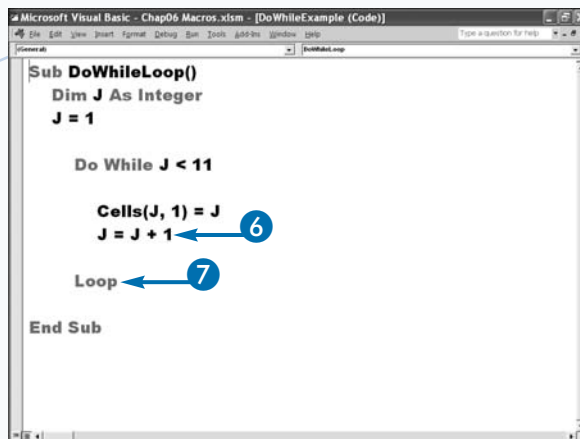 Microsoft Visual Basic - Chap06 Macros.xlsm - [DoWhileExample (Code)]
File Edit View Insert Format Debug Run Tools Add-Ins Window Help Type a question for help
(General) DoWhileLoop
Sub DoWhileLoop()
Dim J As Integer
J = 1
Do While J < 11
Cells(J, 1) = J
J = J + 1 6
Loop 7
End Sub